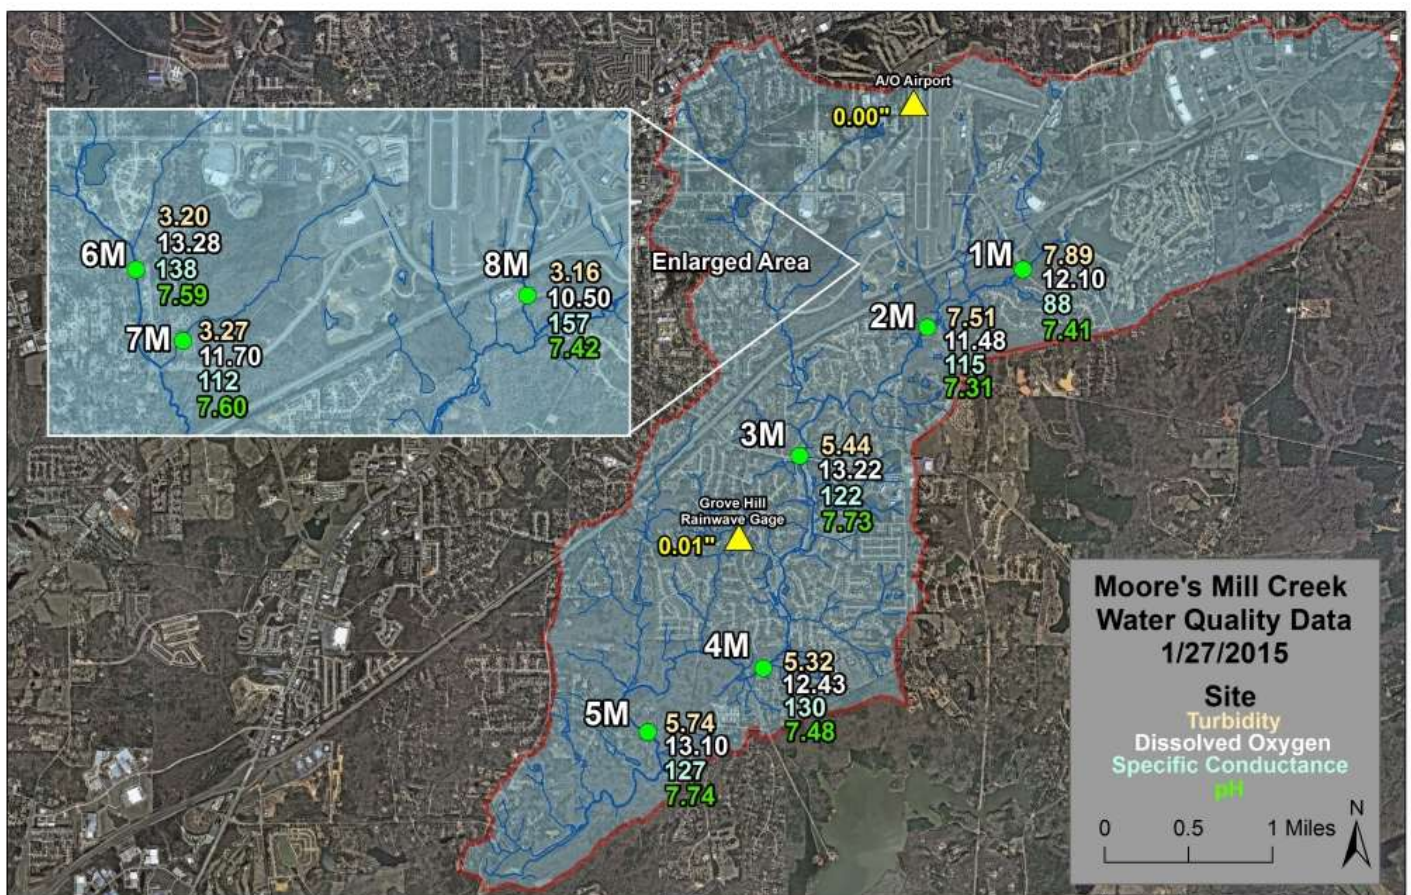 A/O Airport
0.00"
Enlarged Area
6M
3.20
13.28
138
7.59
7M
3.27
11.70
112
7.60
8M
3.16
10.50
157
7.42
1M
7.89
12.10
88
7.41
2M
7.51
11.48
115
7.31
3M
5.44
13.22
122
7.73
Grove Hill
Rainwave Gage
0.01"
4M
5.32
12.43
130
7.48
5M
5.74
13.10
127
7.74
Moore's Mill Creek
Water Quality Data
1/27/2015
Site
Turbidity
Dissolved Oxygen
Specific Conductance
pH
N
0 0.5 1 Miles